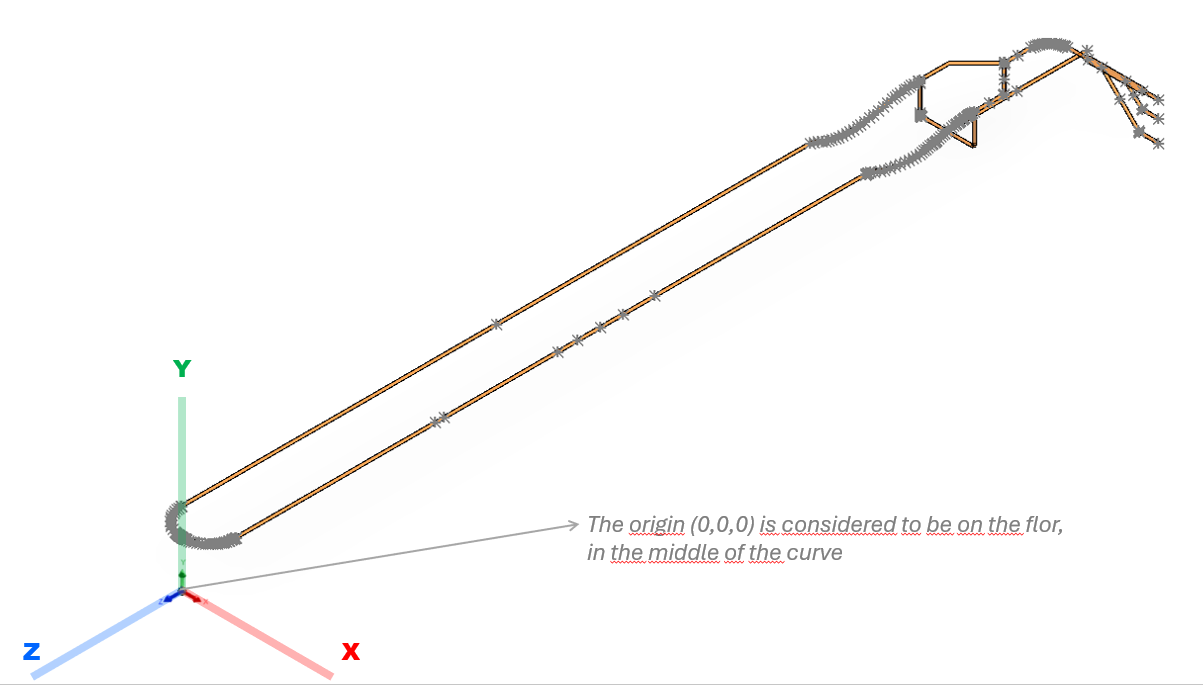 Y
The origin (0,0,0) is considered to be on the flor,
in the middle of the curve
Z
X